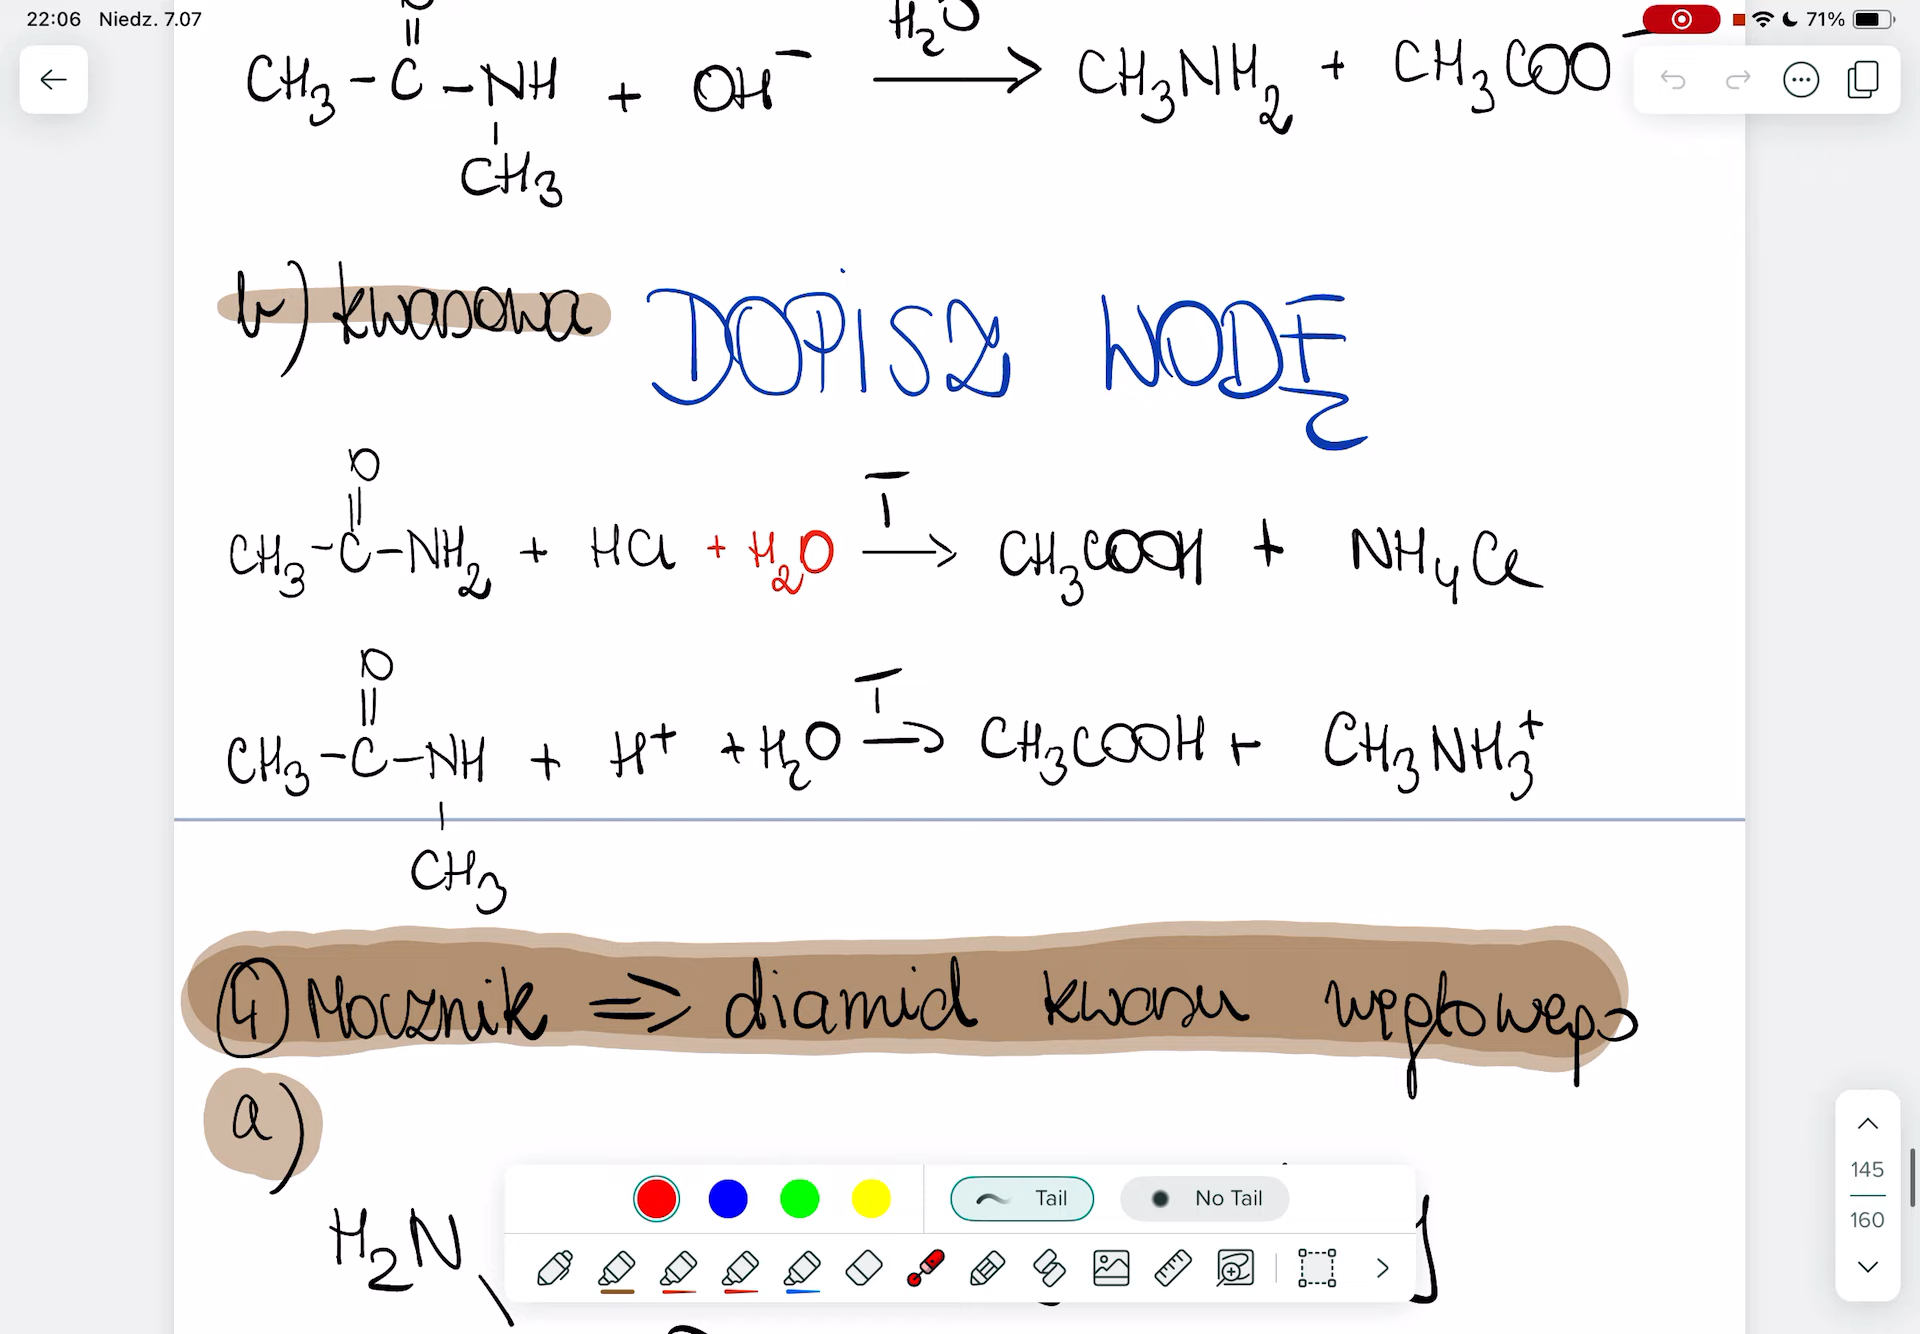 22:06 Niedz. 7.07 71%
H₂O
CH₃-C-NH + OH⁻ → CH₃NH₂ + CH₃COO⁻
CH₃
b) kwasowa DOPISZ WODĘ
O T
CH₃-C-NH₂ + HCl + H₂O → CH₃COOH + NH₄Cl
O T
CH₃-C-NH + H⁺ + H₂O → CH₃COOH + CH₃NH₃⁺
CH₃
④ Mocznik => diamid kwasu węglowego
a)
H₂N
Tail No Tail
145
160